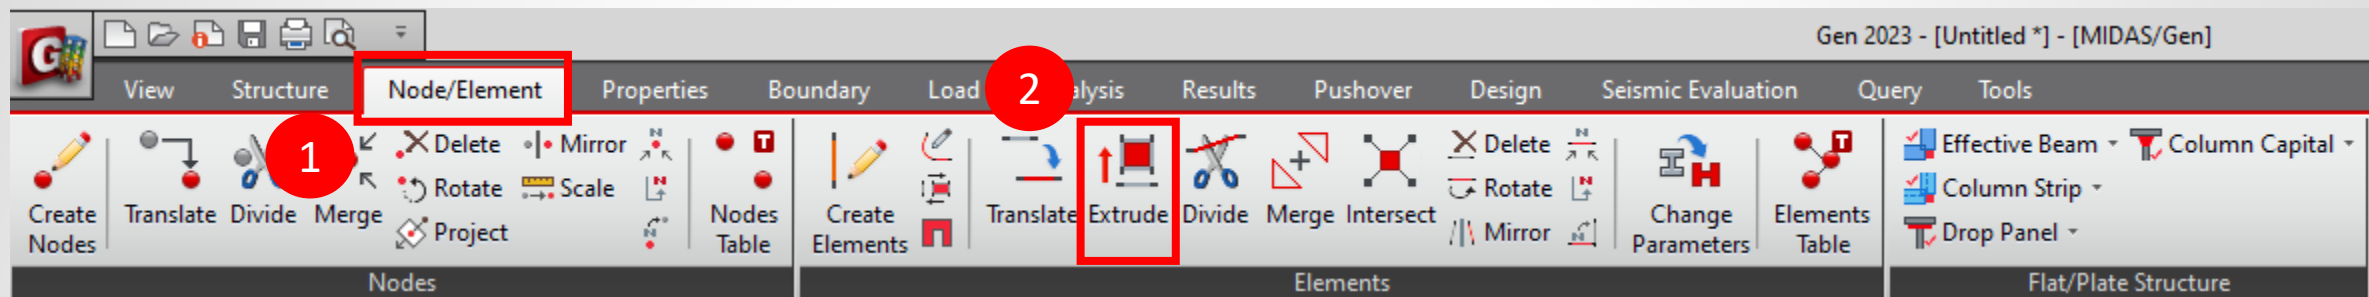 Gen 2023 - [Untitled *] - [MIDAS/Gen]
View Structure Node/Element Properties Boundary Load 2 alysis Results Pushover Design Seismic Evaluation Query Tools
1
Create Nodes
Translate Divide Merge
Delete Mirror
Rotate Scale
Project
Nodes Table
Nodes
Create Elements
Translate Extrude Divide Merge Intersect
Delete
Rotate
Mirror
Change Parameters
Elements Table
Elements
Effective Beam Column Capital
Column Strip
Drop Panel
Flat/Plate Structure